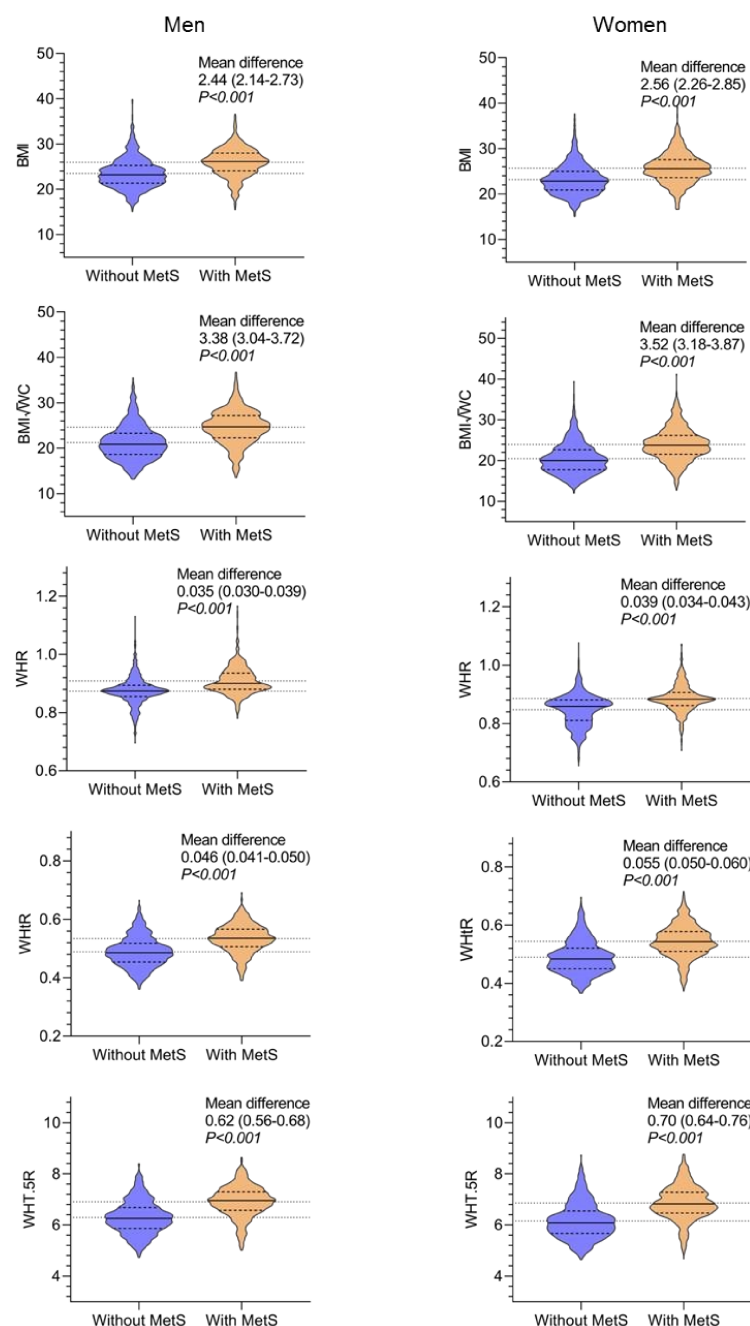 Men
Women
50
40
30
20
10
BMI
Mean difference
2.44 (2.14-2.73)
P<0.001
Without MetS
With MetS
50
40
30
20
10
BMI
Mean difference
2.56 (2.26-2.85)
P<0.001
Without MetS
With MetS
50
40
30
20
10
BMI√WC
Mean difference
3.38 (3.04-3.72)
P<0.001
Without MetS
With MetS
50
40
30
20
10
BMI√WC
Mean difference
3.52 (3.18-3.87)
P<0.001
Without MetS
With MetS
1.2
1.0
0.8
0.6
WHR
Mean difference
0.035 (0.030-0.039)
P<0.001
Without MetS
With MetS
1.2
1.0
0.8
0.6
WHR
Mean difference
0.039 (0.034-0.043)
P<0.001
Without MetS
With MetS
0.8
0.6
0.4
0.2
WHtR
Mean difference
0.046 (0.041-0.050)
P<0.001
Without MetS
With MetS
0.8
0.6
0.4
0.2
WHtR
Mean difference
0.055 (0.050-0.060)
P<0.001
Without MetS
With MetS
10
8
6
4
WHT.5R
Mean difference
0.62 (0.56-0.68)
P<0.001
Without MetS
With MetS
10
8
6
4
WHT.5R
Mean difference
0.70 (0.64-0.76)
P<0.001
Without MetS
With MetS